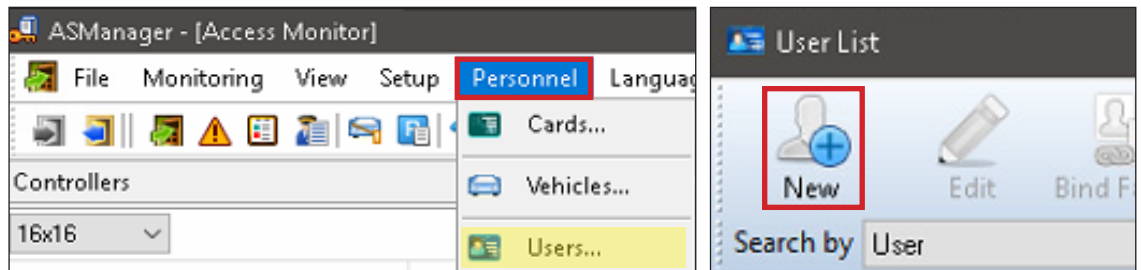 ASManager - [Access Monitor]
File Monitoring View Setup Personnel Languag
Cards...
Controllers
Vehicles...
16x16
Users...
User List
New Edit Bind F
Search by User